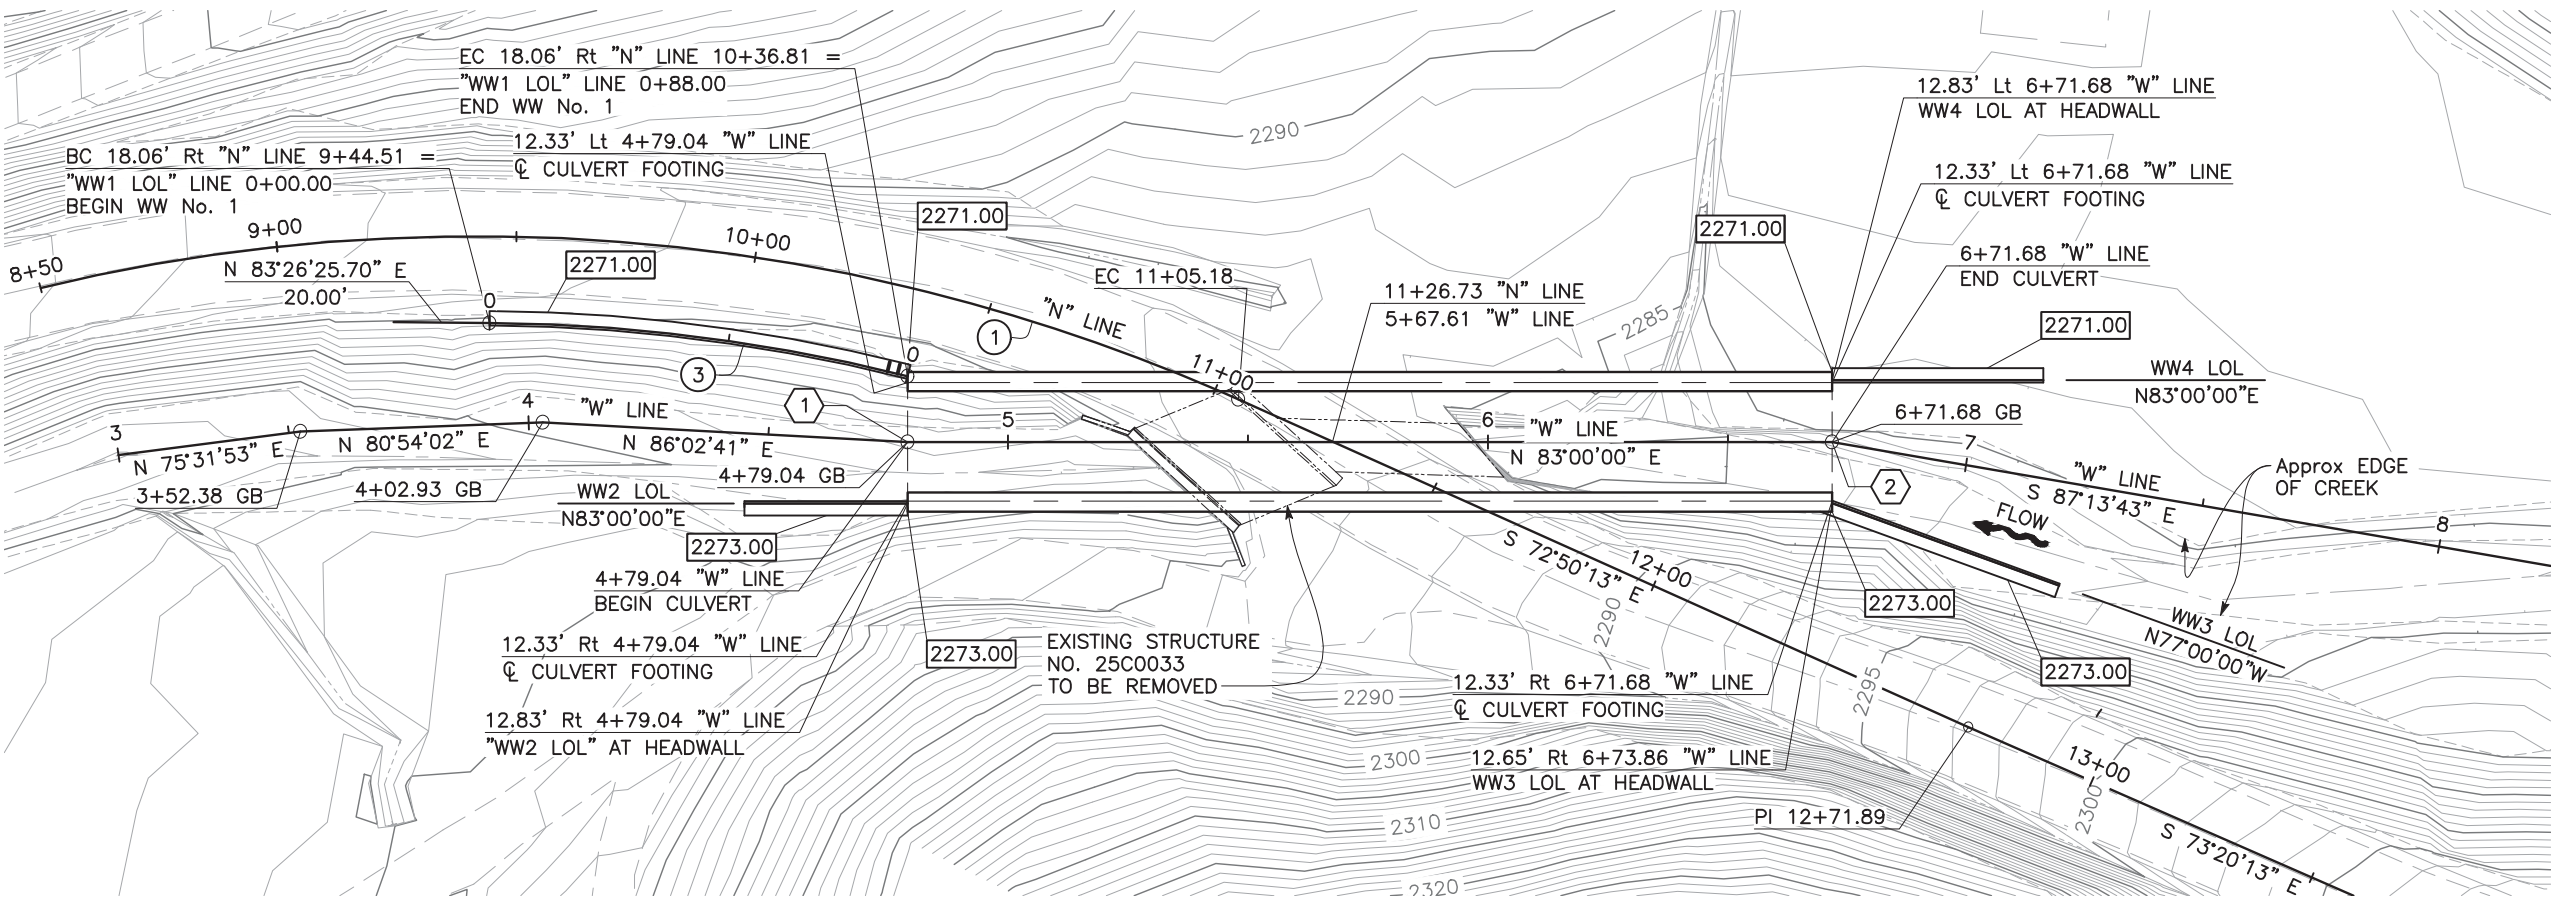 EC 18.06' Rt "N" LINE 10+36.81 =
"WW1 LOL" LINE 0+88.00
END WW No. 1
12.33' Lt 4+79.04 "W" LINE
℄ CULVERT FOOTING
BC 18.06' Rt "N" LINE 9+44.51 =
"WW1 LOL" LINE 0+00.00
BEGIN WW No. 1
2290
12.83' Lt 6+71.68 "W" LINE
WW4 LOL AT HEADWALL
12.33' Lt 6+71.68 "W" LINE
℄ CULVERT FOOTING
6+71.68 "W" LINE
END CULVERT
2271.00
2271.00
8+50
9+00
10+00
N 83°26'25.70" E
20.00'
2271.00
0
EC 11+05.18
"N" LINE
1
11+26.73 "N" LINE
5+67.61 "W" LINE
2285
2271.00
0
3
11+00
WW4 LOL
N83°00'00"E
3
4
"W" LINE
1
5
6
"W" LINE
6+71.68 GB
7
N 75°31'53" E
N 80°54'02" E
N 86°02'41" E
N 83°00'00" E
4+79.04 GB
3+52.38 GB
4+02.93 GB
WW2 LOL
N83°00'00"E
2273.00
2
"W" LINE
S 87°13'43" E
Approx EDGE
OF CREEK
FLOW
8
4+79.04 "W" LINE
BEGIN CULVERT
S 72°50'13" E
12+00
2273.00
2290
WW3 LOL
N77°00'00"W
12.33' Rt 4+79.04 "W" LINE
℄ CULVERT FOOTING
2273.00
EXISTING STRUCTURE
NO. 25C0033
TO BE REMOVED
2273.00
12.33' Rt 6+71.68 "W" LINE
℄ CULVERT FOOTING
2290
2295
12.83' Rt 4+79.04 "W" LINE
"WW2 LOL" AT HEADWALL
2300
12.65' Rt 6+73.86 "W" LINE
WW3 LOL AT HEADWALL
13+00
2310
PI 12+71.89
2300
S 73°20'13" E
2320